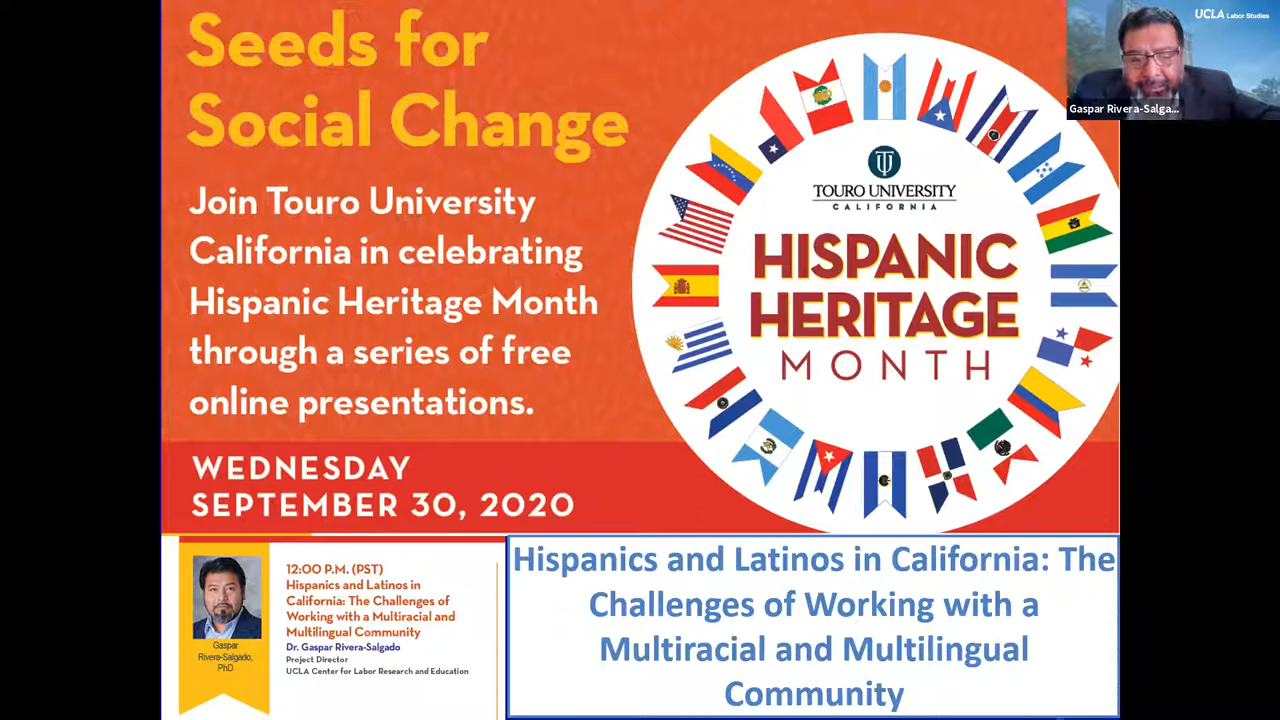 Seeds for
Social Change
Join Touro University
California in celebrating
Hispanic Heritage Month
through a series of free
online presentations.
WEDNESDAY
SEPTEMBER 30, 2020
TOURO UNIVERSITY
CALIFORNIA
HISPANIC
HERITAGE
MONTH
UCLA Labor Studies
Gaspar Rivera-Salga...
Gaspar
Rivera-Salgado,
PhD
12:00 P.M. (PST)
Hispanics and Latinos in
California: The Challenges of
Working with a Multiracial and
Multilingual Community
Dr. Gaspar Rivera-Salgado
Project Director
UCLA Center for Labor Research and Education
Hispanics and Latinos in California: The
Challenges of Working with a
Multiracial and Multilingual
Community